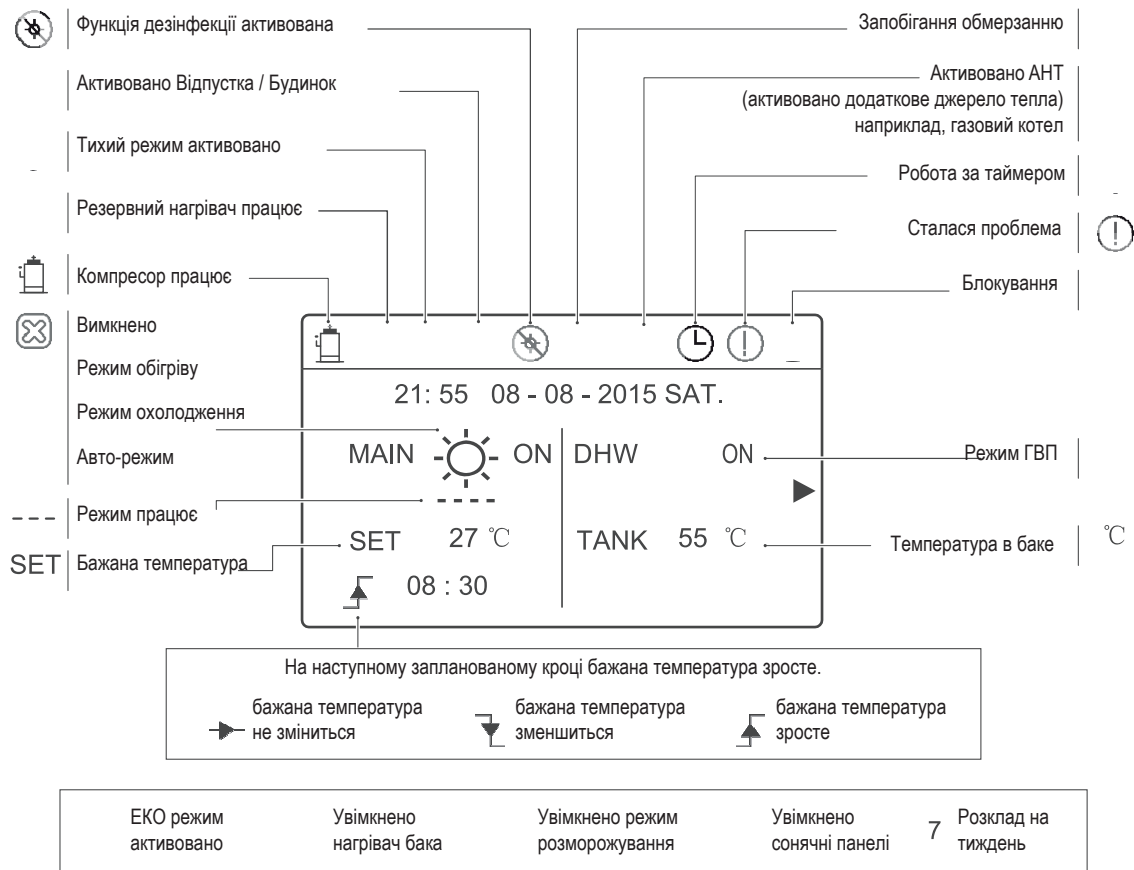 Функція дезінфекції активована
Активовано Відпустка / Будинок
Тихий режим активовано
Резервний нагрівач працює
Компресор працює
Вимкнено
Режим обігріву
Режим охолодження
Авто-режим
Режим працює
SET Бажана температура
Запобігання обмерзанню
Активовано АНТ
(активовано додаткове джерело тепла)
наприклад, газовий котел
Робота за таймером
Сталася проблема
Блокування
Режим ГВП
Температура в баке °C
21: 55 08 - 08 - 2015 SAT.
MAIN ON DHW ON
SET 27 °C TANK 55 °C
08 : 30
На наступному запланованому кроці бажана температура зросте.
бажана температура
не зміниться
бажана температура
зменшиться
бажана температура
зросте
ЕКО режим
активовано
Увімкнено
нагрівач бака
Увімкнено режим
розморожування
Увімкнено
сонячні панелі
7 Розклад на
тиждень